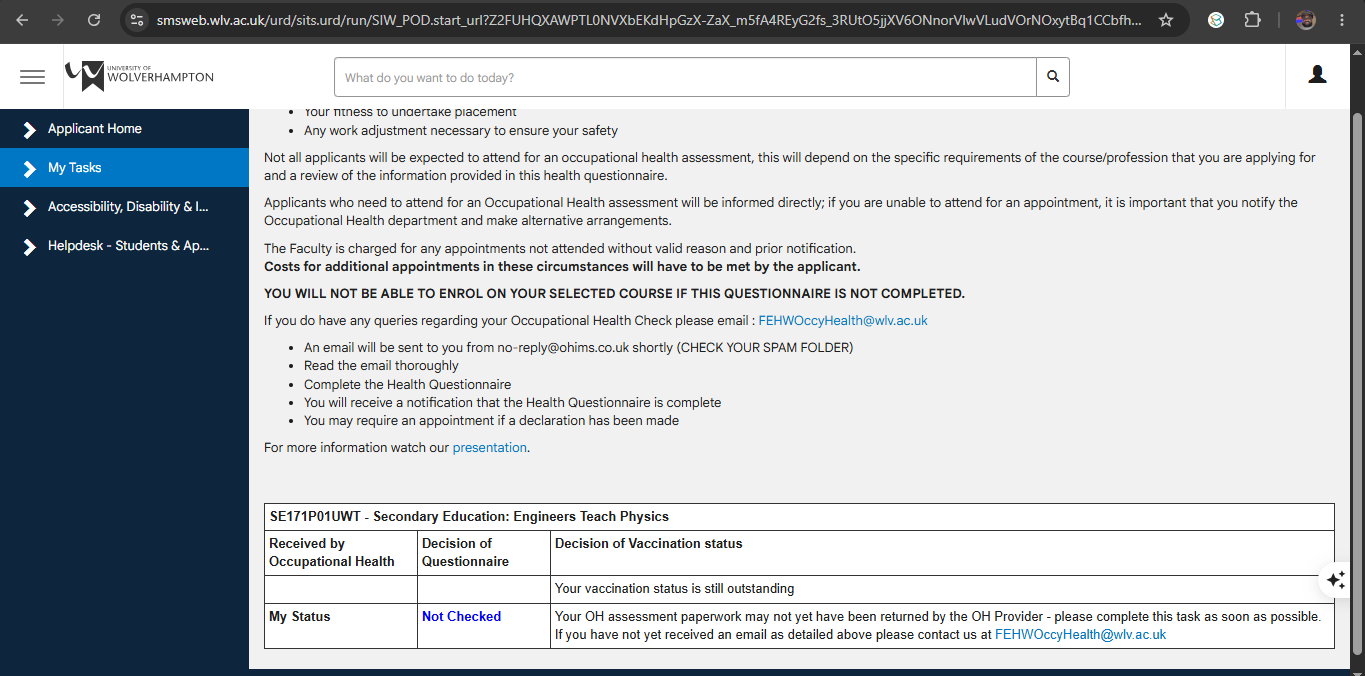 smsweb.wlv.ac.uk/urd/sits.urd/run/SIW_POD.start_url?Z2FUHQXAWPTL0NVXbEKdHpGzX-ZaX_m5fA4REyG2fs_3RUtO5jjXV6ONnorVlwVLudVOrNOxytBq1CCbfh...
UNIVERSITY OF
WOLVERHAMPTON
What do you want to do today?
Applicant Home
My Tasks
Accessibility, Disability & I...
Helpdesk - Students & Ap...
• Your fitness to undertake placement
• Any work adjustment necessary to ensure your safety
Not all applicants will be expected to attend for an occupational health assessment, this will depend on the specific requirements of the course/profession that you are applying for
and a review of the information provided in this health questionnaire.
Applicants who need to attend for an Occupational Health assessment will be informed directly; if you are unable to attend for an appointment, it is important that you notify the
Occupational Health department and make alternative arrangements.
The Faculty is charged for any appointments not attended without valid reason and prior notification.
Costs for additional appointments in these circumstances will have to be met by the applicant.
YOU WILL NOT BE ABLE TO ENROL ON YOUR SELECTED COURSE IF THIS QUESTIONNAIRE IS NOT COMPLETED.
If you do have any queries regarding your Occupational Health Check please email : FEHWOccyHealth@wlv.ac.uk
• An email will be sent to you from no-reply@ohims.co.uk shortly (CHECK YOUR SPAM FOLDER)
• Read the email thoroughly
• Complete the Health Questionnaire
• You will receive a notification that the Health Questionnaire is complete
• You may require an appointment if a declaration has been made
For more information watch our presentation.
SE171P01UWT - Secondary Education: Engineers Teach Physics
Received by
Occupational Health
Decision of
Questionnaire
Decision of Vaccination status
Your vaccination status is still outstanding
My Status
Not Checked
Your OH assessment paperwork may not yet have been returned by the OH Provider - please complete this task as soon as possible.
If you have not yet received an email as detailed above please contact us at FEHWOccyHealth@wlv.ac.uk